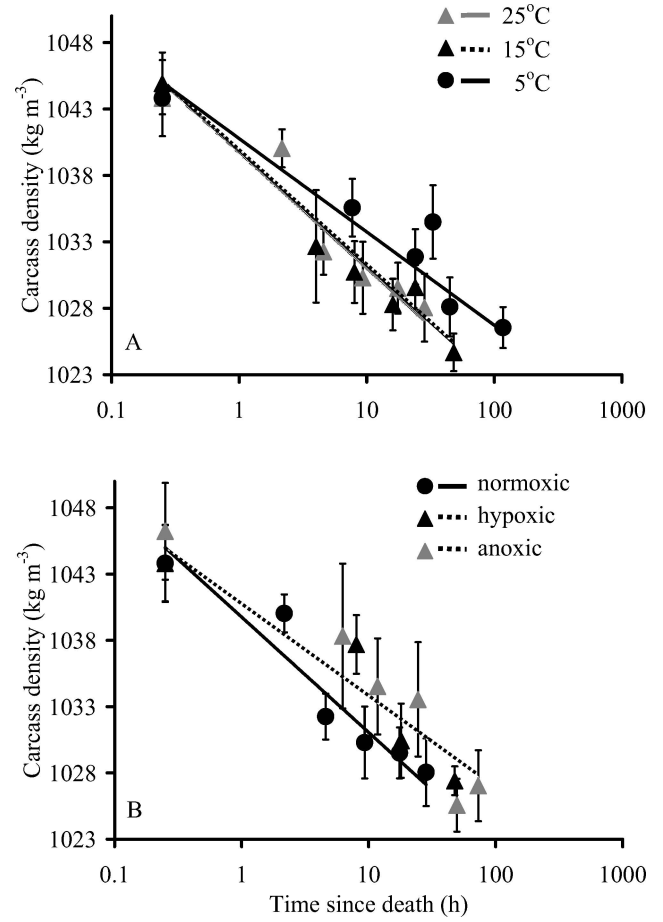 25°C
15°C
5°C
Carcass density (kg m-3)
1048
1043
1038
1033
1028
1023
A
0.1 1 10 100 1000
normoxic
hypoxic
anoxic
Carcass density (kg m-3)
1048
1043
1038
1033
1028
1023
B
0.1 1 10 100 1000
Time since death (h)